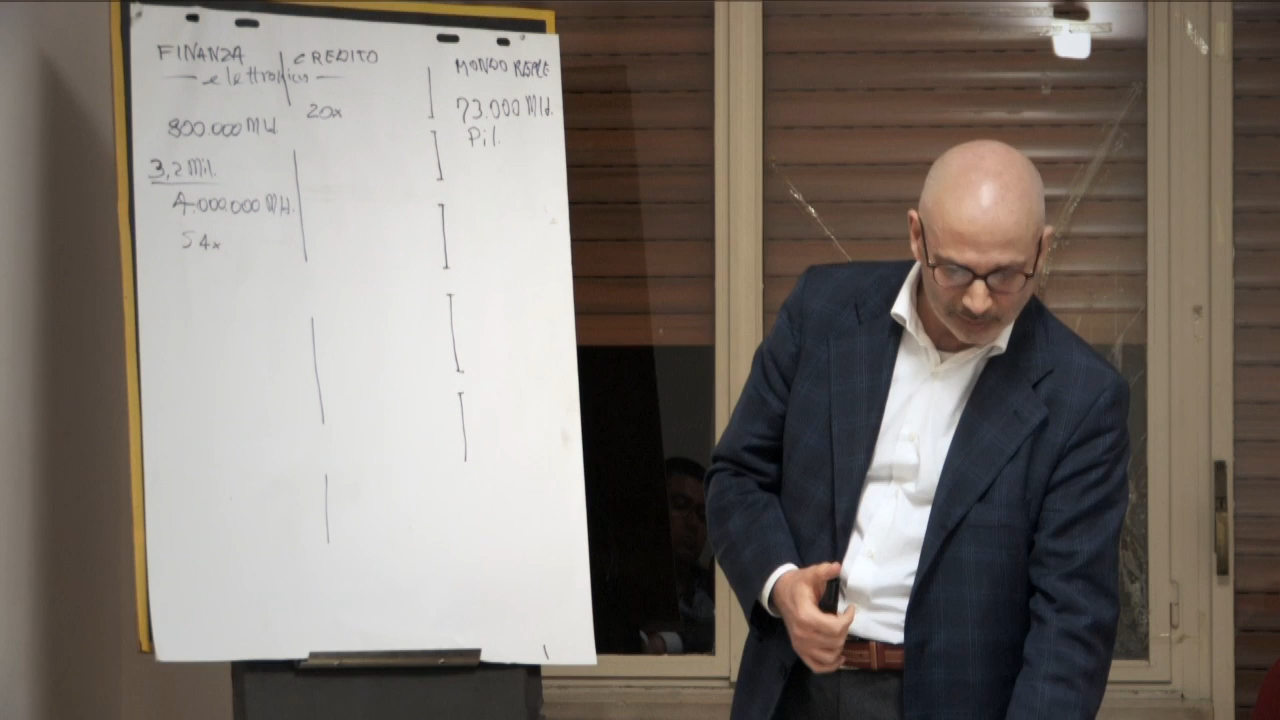 FINANZA
CREDITO
MONDO REALE
elettronica
20x
73.000 Mld.
Pil.
800.000 Mld
3,2 Mil.
4.000.000 Mld.
54x